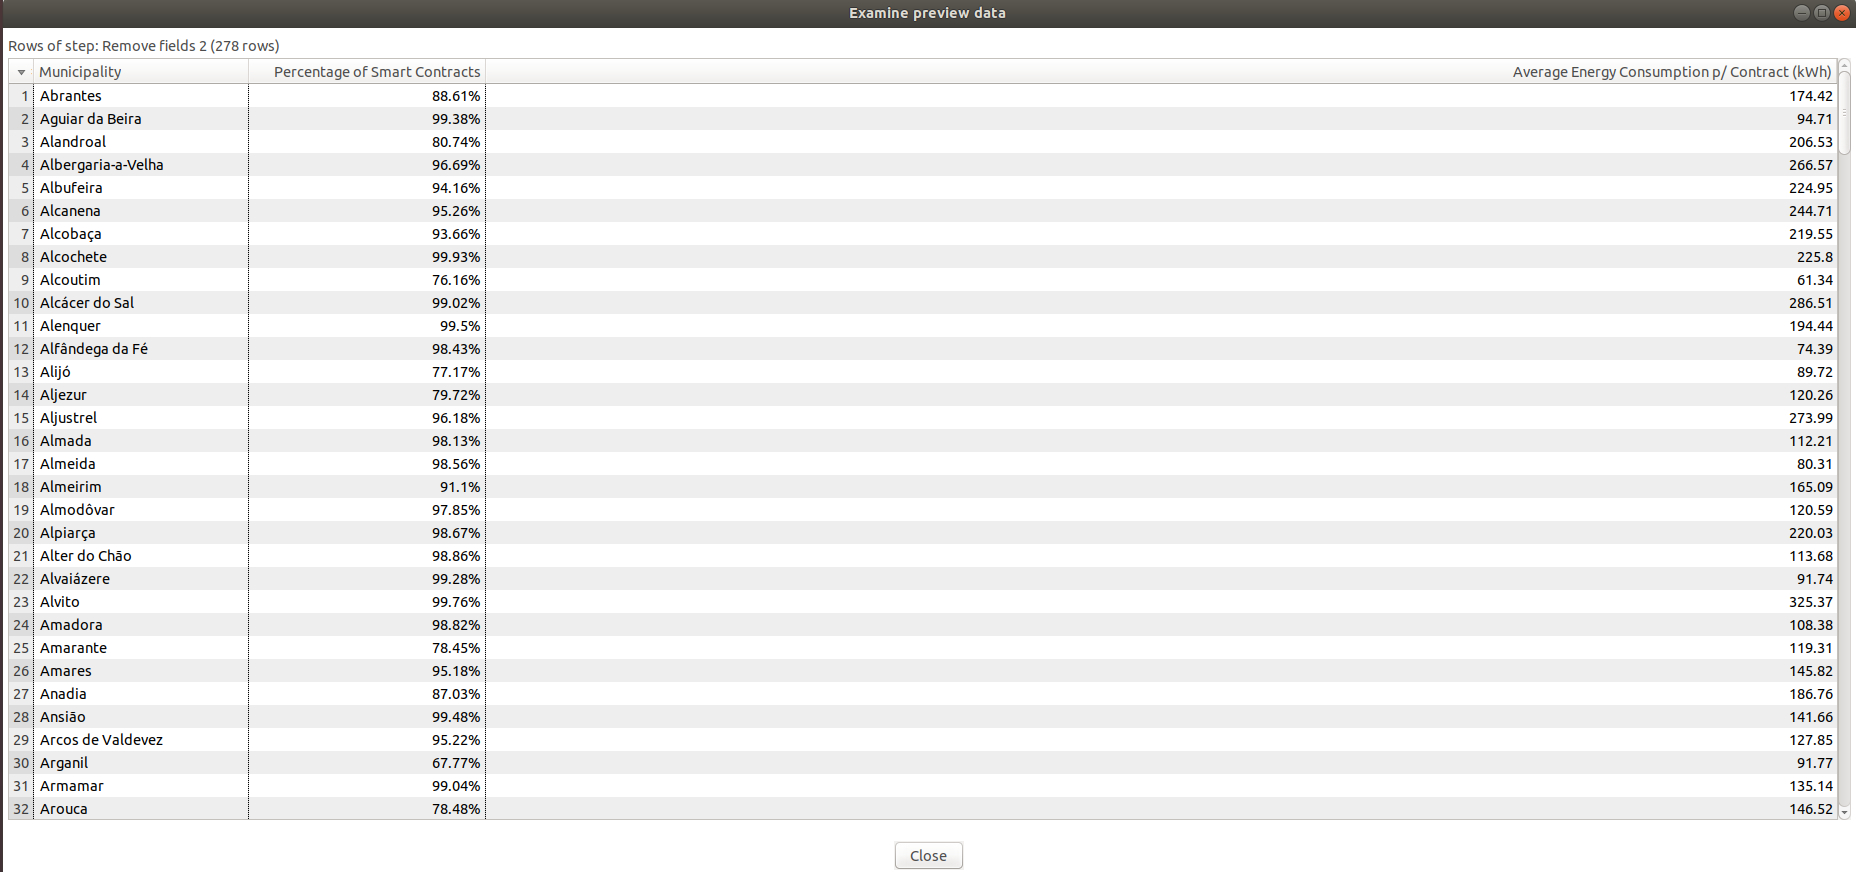 Examine preview data
Rows of step: Remove fields 2 (278 rows)
Municipality Percentage of Smart Contracts Average Energy Consumption p/ Contract (kWh)
1 Abrantes 88.61% 174.42
2 Aguiar da Beira 99.38% 94.71
3 Alandroal 80.74% 206.53
4 Albergaria-a-Velha 96.69% 266.57
5 Albufeira 94.16% 224.95
6 Alcanena 95.26% 244.71
7 Alcobaça 93.66% 219.55
8 Alcochete 99.93% 225.8
9 Alcoutim 76.16% 61.34
10 Alcácer do Sal 99.02% 286.51
11 Alenquer 99.5% 194.44
12 Alfândega da Fé 98.43% 74.39
13 Alijó 77.17% 89.72
14 Aljezur 79.72% 120.26
15 Aljustrel 96.18% 273.99
16 Almada 98.13% 112.21
17 Almeida 98.56% 80.31
18 Almeirim 91.1% 165.09
19 Almodôvar 97.85% 120.59
20 Alpiarça 98.67% 220.03
21 Alter do Chão 98.86% 113.68
22 Alvaiázere 99.28% 91.74
23 Alvito 99.76% 325.37
24 Amadora 98.82% 108.38
25 Amarante 78.45% 119.31
26 Amares 95.18% 145.82
27 Anadia 87.03% 186.76
28 Ansião 99.48% 141.66
29 Arcos de Valdevez 95.22% 127.85
30 Arganil 67.77% 91.77
31 Armamar 99.04% 135.14
32 Arouca 78.48% 146.52
Close